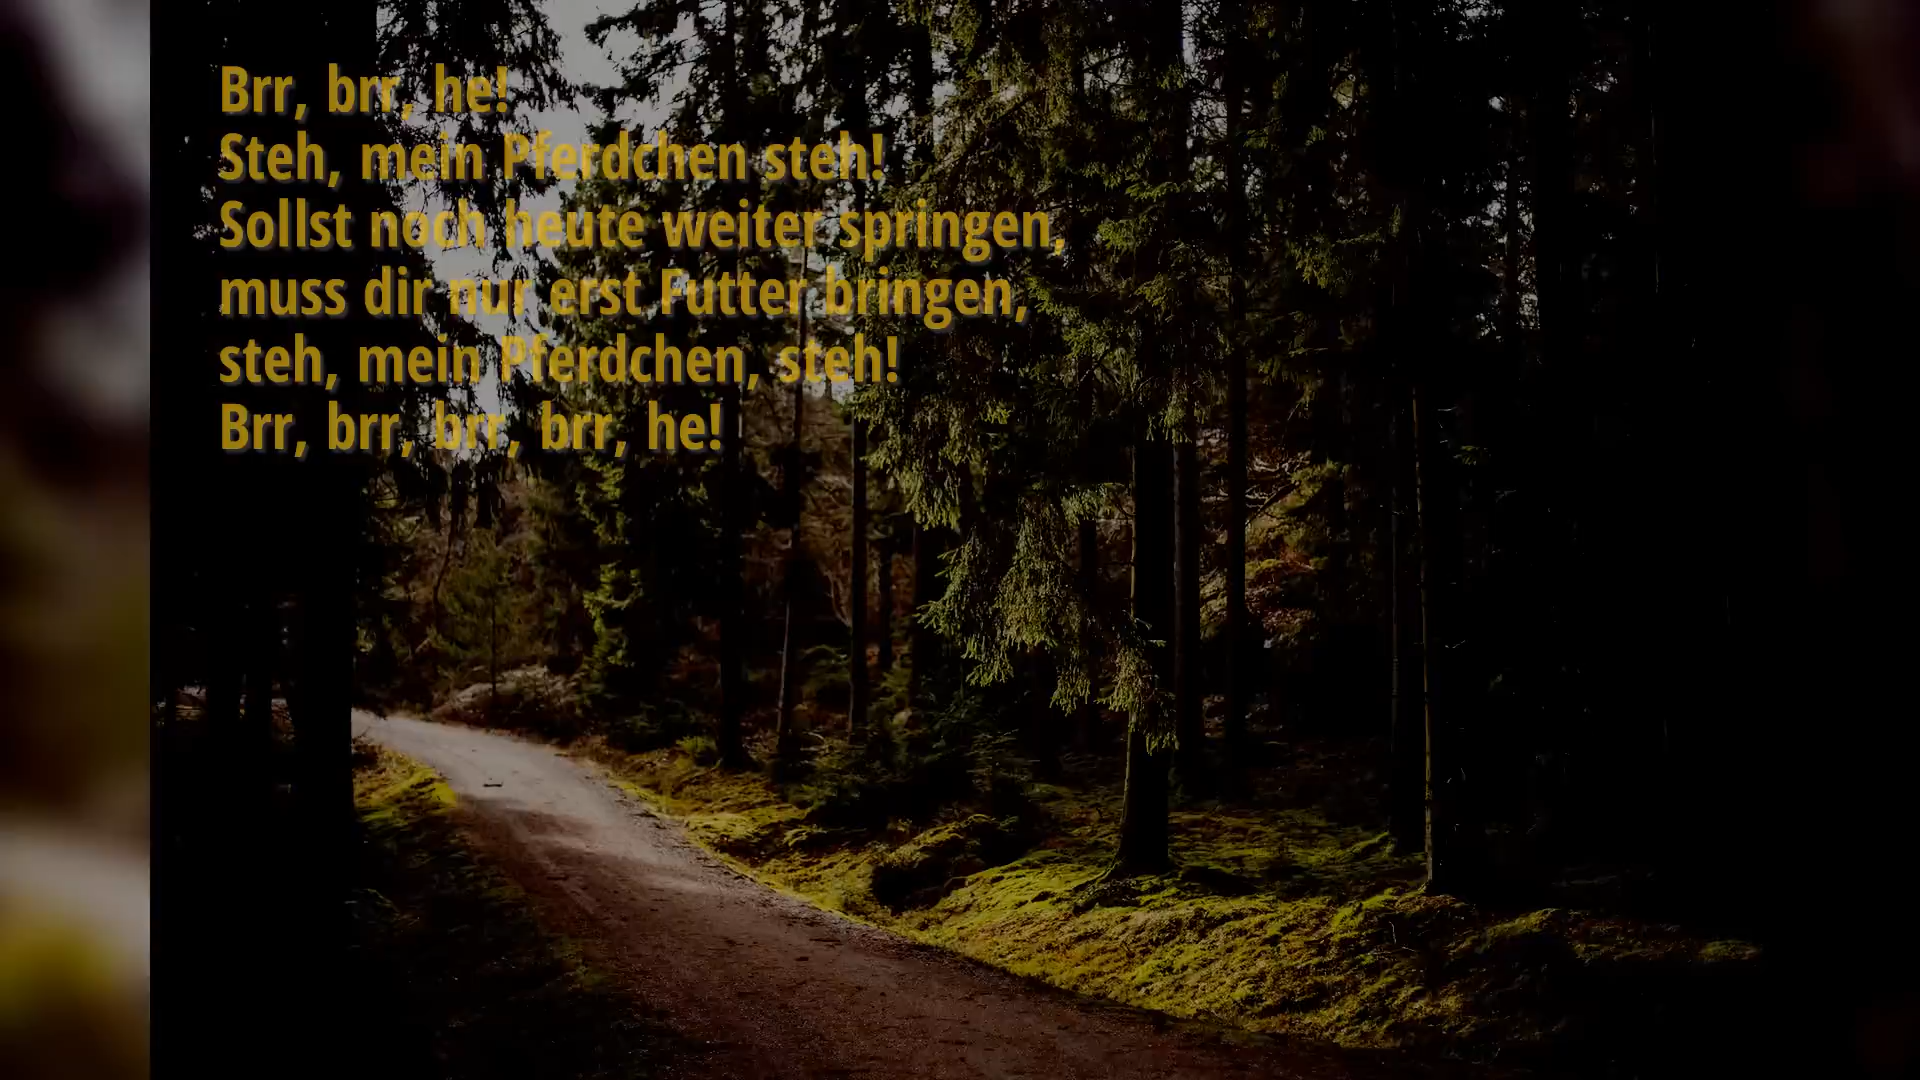 Brr, brr, he!
Steh, mein Pferdchen steh!
Sollst noch heute weiter springen,
muss dir nur erst Futter bringen,
steh, mein Pferdchen, steh!
Brr, brr, brr, brr, he!